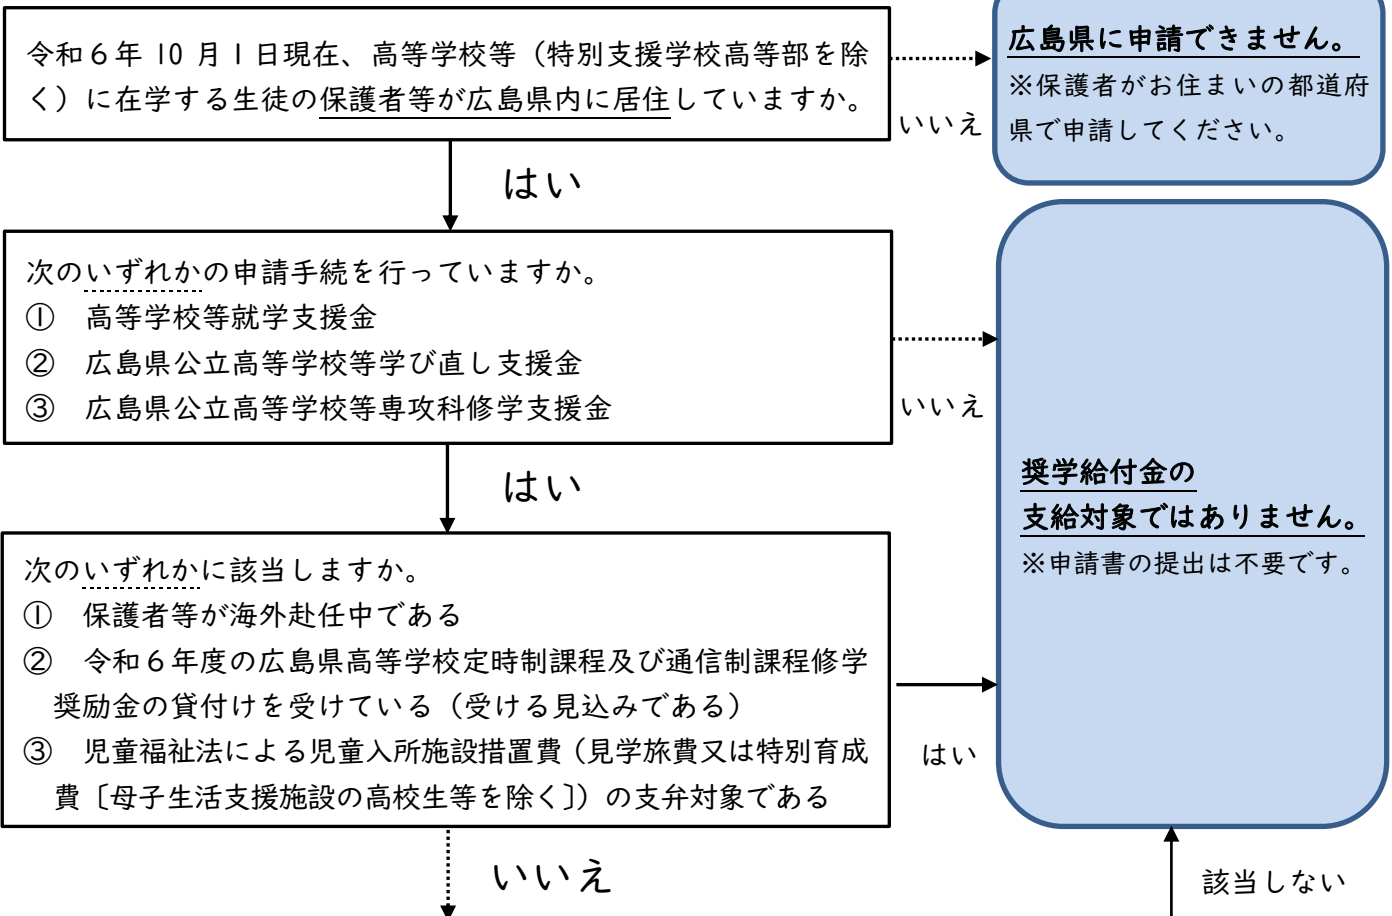 令和６年 10 月１日現在、高等学校等（特別支援学校高等部を除
く）に在学する生徒の保護者等が広島県内に居住していますか。
いいえ
広島県に申請できません。
※保護者がお住まいの都道府
県で申請してください。
はい
次のいずれかの申請手続を行っていますか。
① 高等学校等就学支援金
② 広島県公立高等学校等学び直し支援金
③ 広島県公立高等学校等専攻科修学支援金
いいえ
はい
奨学給付金の
支給対象ではありません。
※申請書の提出は不要です。
次のいずれかに該当しますか。
① 保護者等が海外赴任中である
② 令和６年度の広島県高等学校定時制課程及び通信制課程修学
奨励金の貸付けを受けている（受ける見込みである）
③ 児童福祉法による児童入所施設措置費（見学旅費又は特別育成
費〔母子生活支援施設の高校生等を除く〕）の支弁対象である
はい
いいえ
該当しない